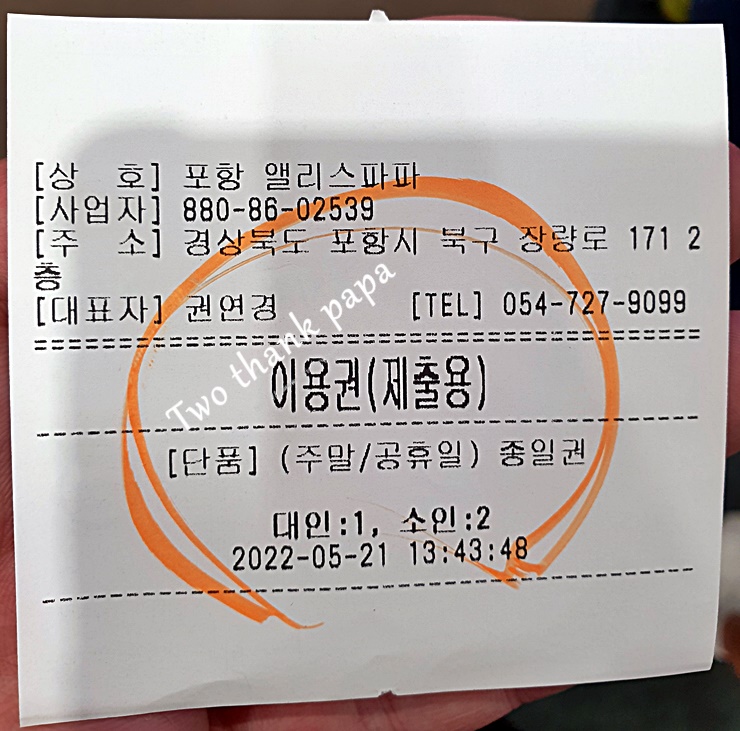 [상 호] 포항 앨리스파파
[사업자] 880-86-02539
[주 소] 경상북도 포항시 북구 장량로 171 2
층
[대표자] 권연경 [TEL] 054-727-9099
Two thank papa
이용권(제출용)
[단품] (주말/공휴일) 종일권
대인:1, 소인:2
2022-05-21 13:43:48